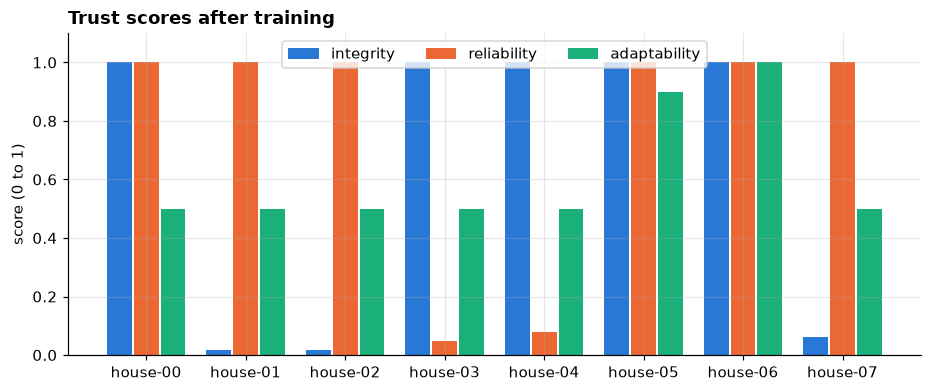 Trust scores after training
integrity reliability adaptability
score (0 to 1)
1.0
0.8
0.6
0.4
0.2
0.0
house-00 house-01 house-02 house-03 house-04 house-05 house-06 house-07